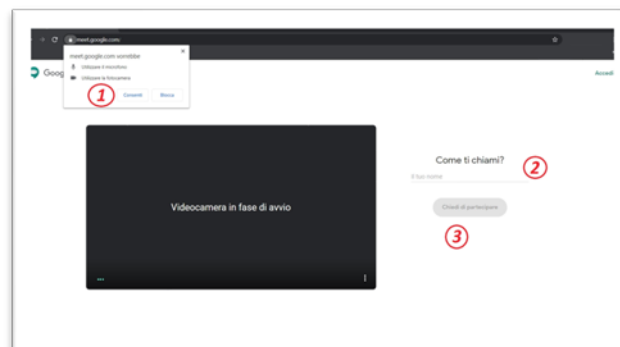 meet.google.com
meet.google.com vorrebbe
Utilizzare il microfono
Utilizzare la fotocamera
1
Consenti
Blocca
Goog
Accedi
Come ti chiami?
2
Il tuo nome
Videocamera in fase di avvio
Chiedi di partecipare
3